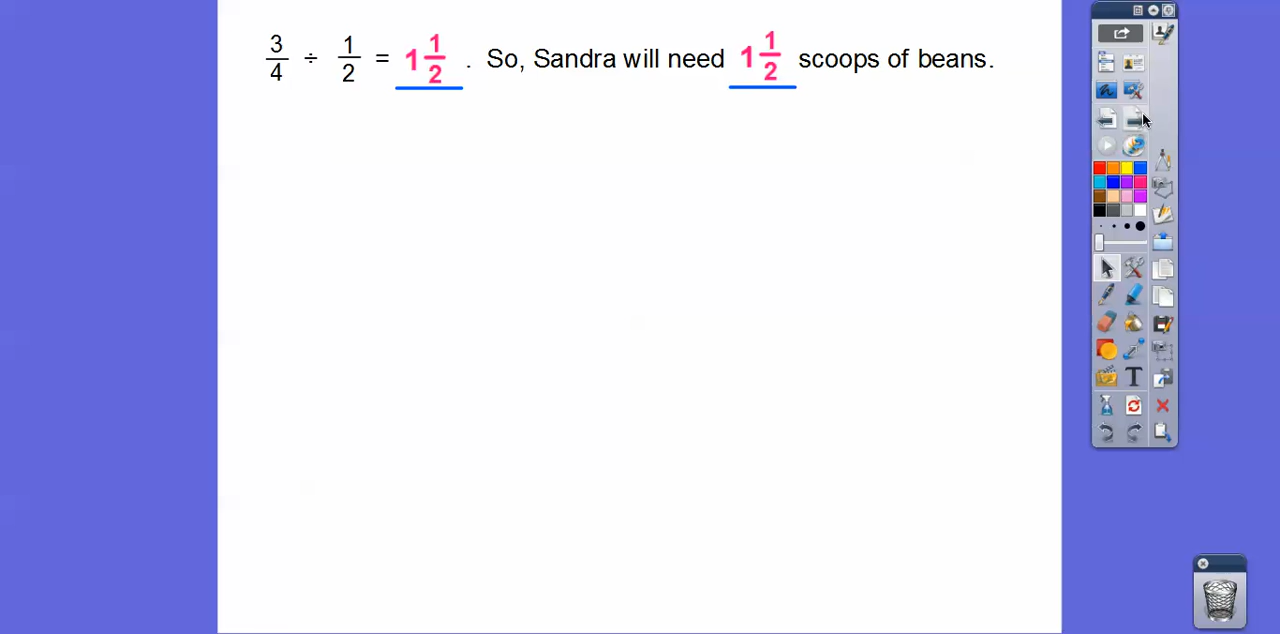 3/4 ÷ 1/2 = 1 1/2 . So, Sandra will need 1 1/2 scoops of beans.